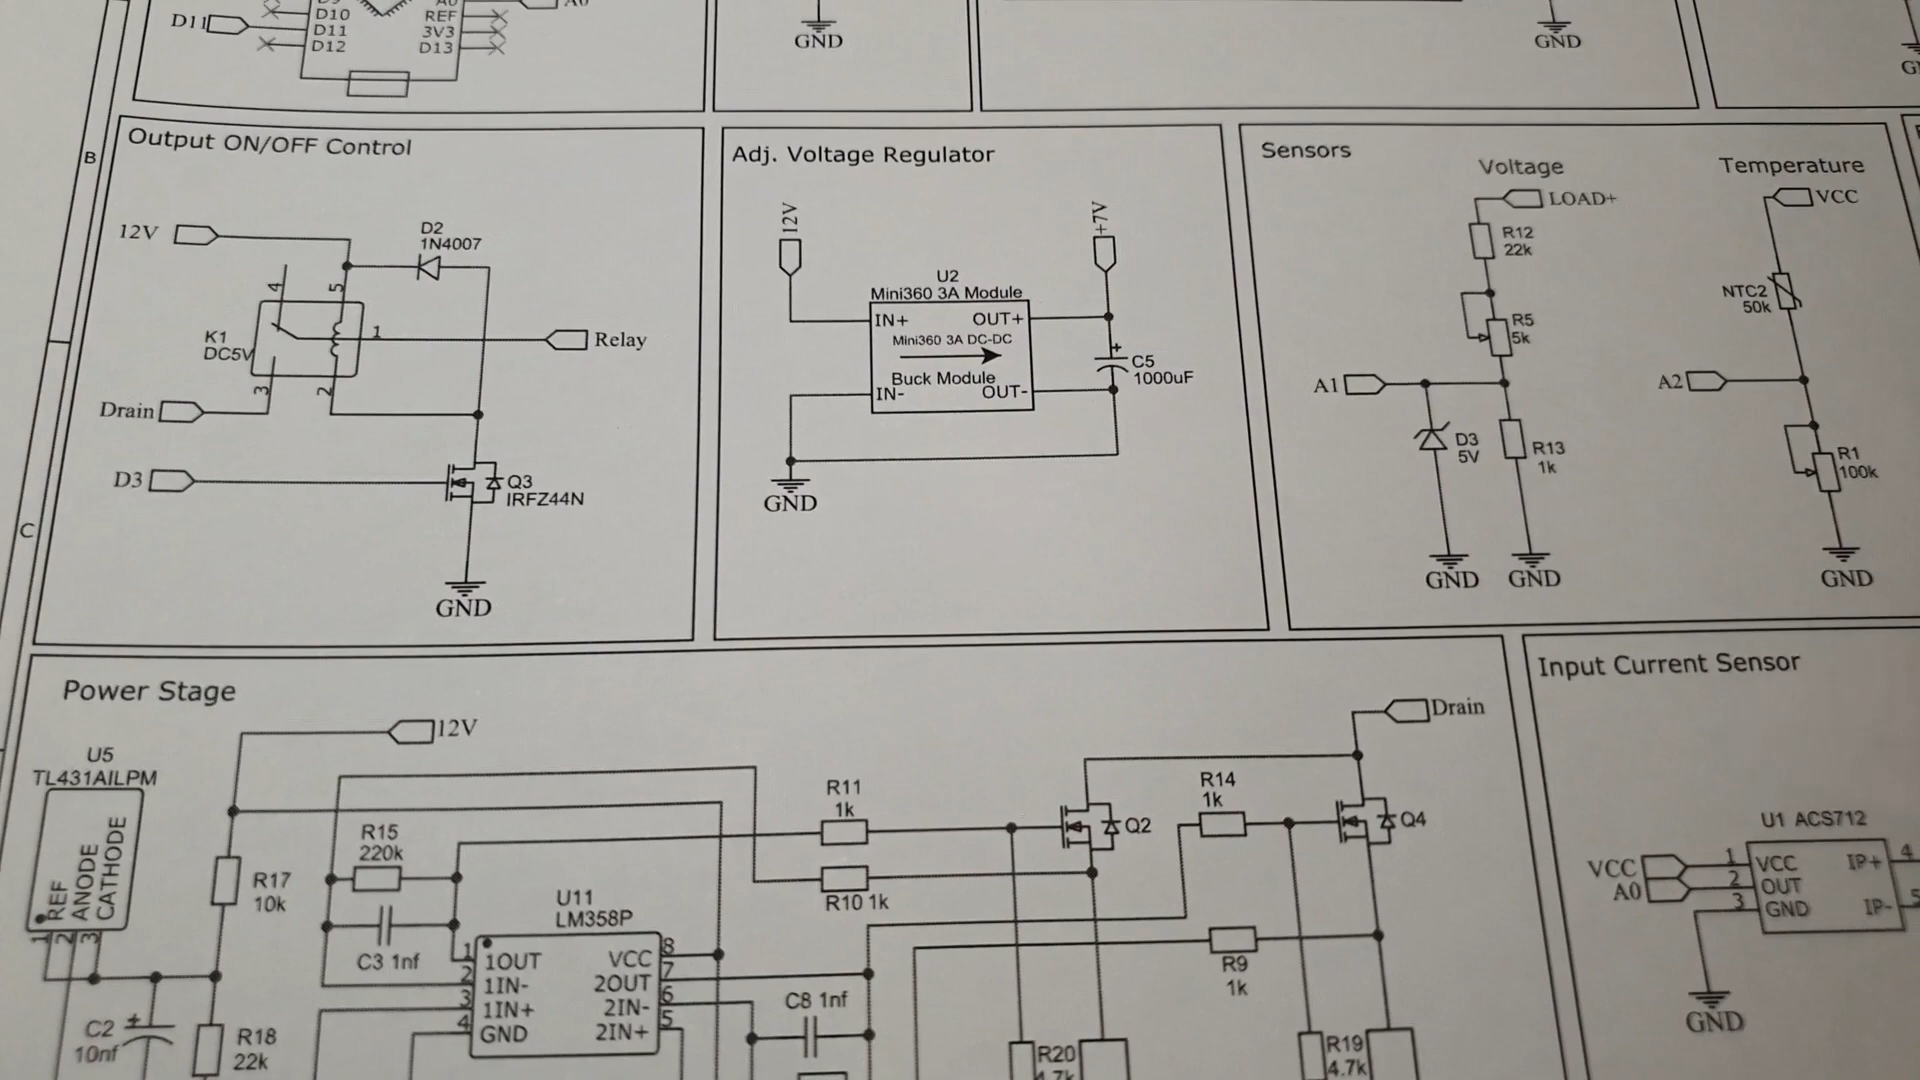 D10
D11
D11
D12
REF
3V3
D13
GND
GND
B
C
Output ON/OFF Control
12V
D2
1N4007
4
5
K1
DC5V
1
Relay
3
2
Drain
D3
Q3
IRFZ44N
GND
Adj. Voltage Regulator
12V
+7V
U2
Mini360 3A Module
IN+
OUT+
Mini360 3A DC-DC
Buck Module
IN-
OUT-
+
C5
1000uF
GND
Sensors
Voltage
LOAD+
R12
22k
R5
5k
A1
D3
5V
R13
1k
GND
GND
Temperature
VCC
NTC2
50k
A2
R1
100k
GND
Power Stage
12V
U5
TL431AILPM
REF
ANODE
CATHODE
1
2
3
R17
10k
+
C2
10nf
R18
22k
R15
220k
C3 1nf
U11
LM358P
1
2
3
4
1OUT
1IN-
1IN+
GND
VCC
2OUT
2IN-
2IN+
8
7
6
5
C8 1nf
R11
1k
R10 1k
Q2
R14
1k
Q4
Drain
R9
1k
R20
4.7k
R19
4.7k
Input Current Sensor
U1 ACS712
VCC
A0
1
2
3
VCC
OUT
GND
IP+
IP-
4
5
GND